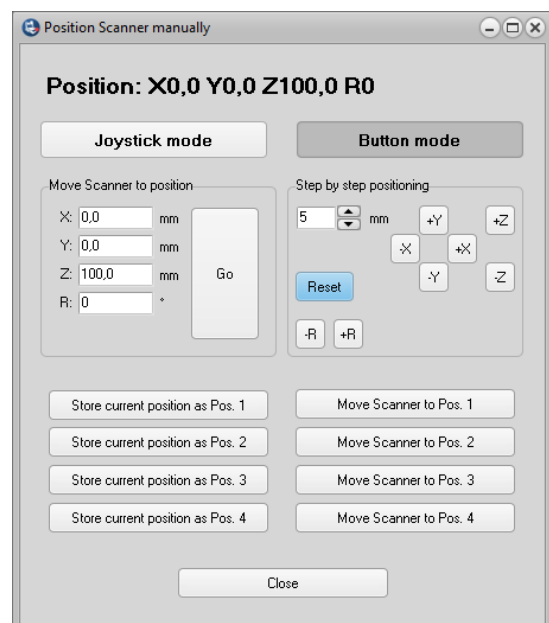 Position Scanner manually
Position: X0,0 Y0,0 Z100,0 R0
Joystick mode
Button mode
Move Scanner to position
X: 0,0 mm
Y: 0,0 mm
Z: 100,0 mm
R: 0 °
Go
Step by step positioning
5 mm
+Y
+Z
-X
+X
-Y
-Z
Reset
-R
+R
Store current position as Pos. 1
Move Scanner to Pos. 1
Store current position as Pos. 2
Move Scanner to Pos. 2
Store current position as Pos. 3
Move Scanner to Pos. 3
Store current position as Pos. 4
Move Scanner to Pos. 4
Close